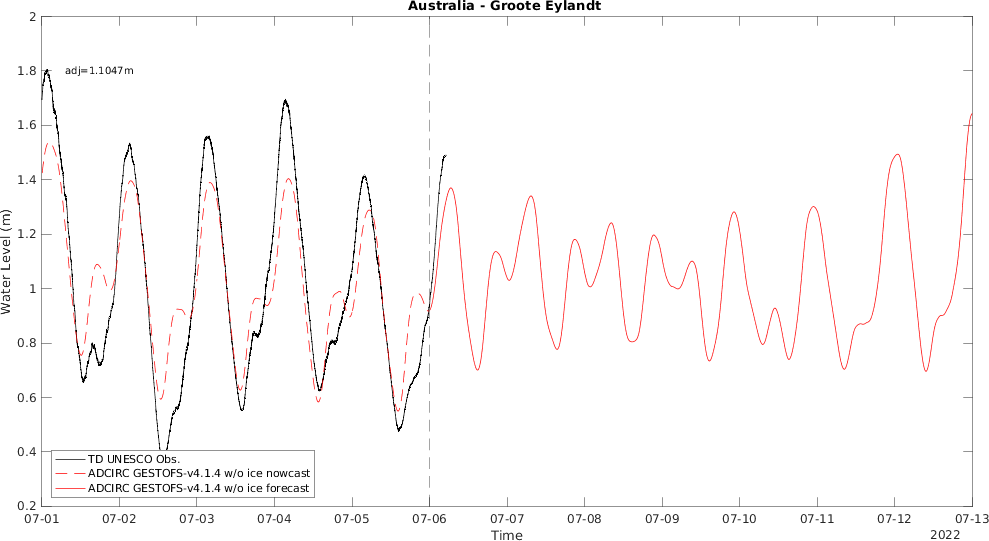 Australia - Groote Eylandt
adj=1.1047m
2
1.8
1.6
1.4
1.2
1
0.8
0.6
0.4
0.2
Water Level (m)
TD UNESCO Obs.
ADCIRC GESTOFS-v4.1.4 w/o ice nowcast
ADCIRC GESTOFS-v4.1.4 w/o ice forecast
07-01 07-02 07-03 07-04 07-05 07-06 07-07 07-08 07-09 07-10 07-11 07-12 07-13
Time
2022